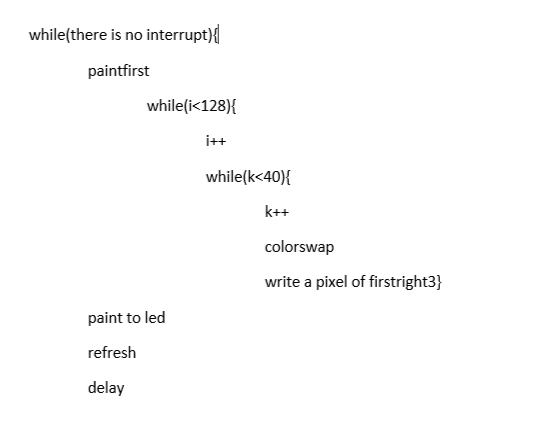 while(there is no interrupt){
paintfirst
while(i<128){
i++
while(k<40){
k++
colorswap
write a pixel of firstright3}
paint to led
refresh
delay